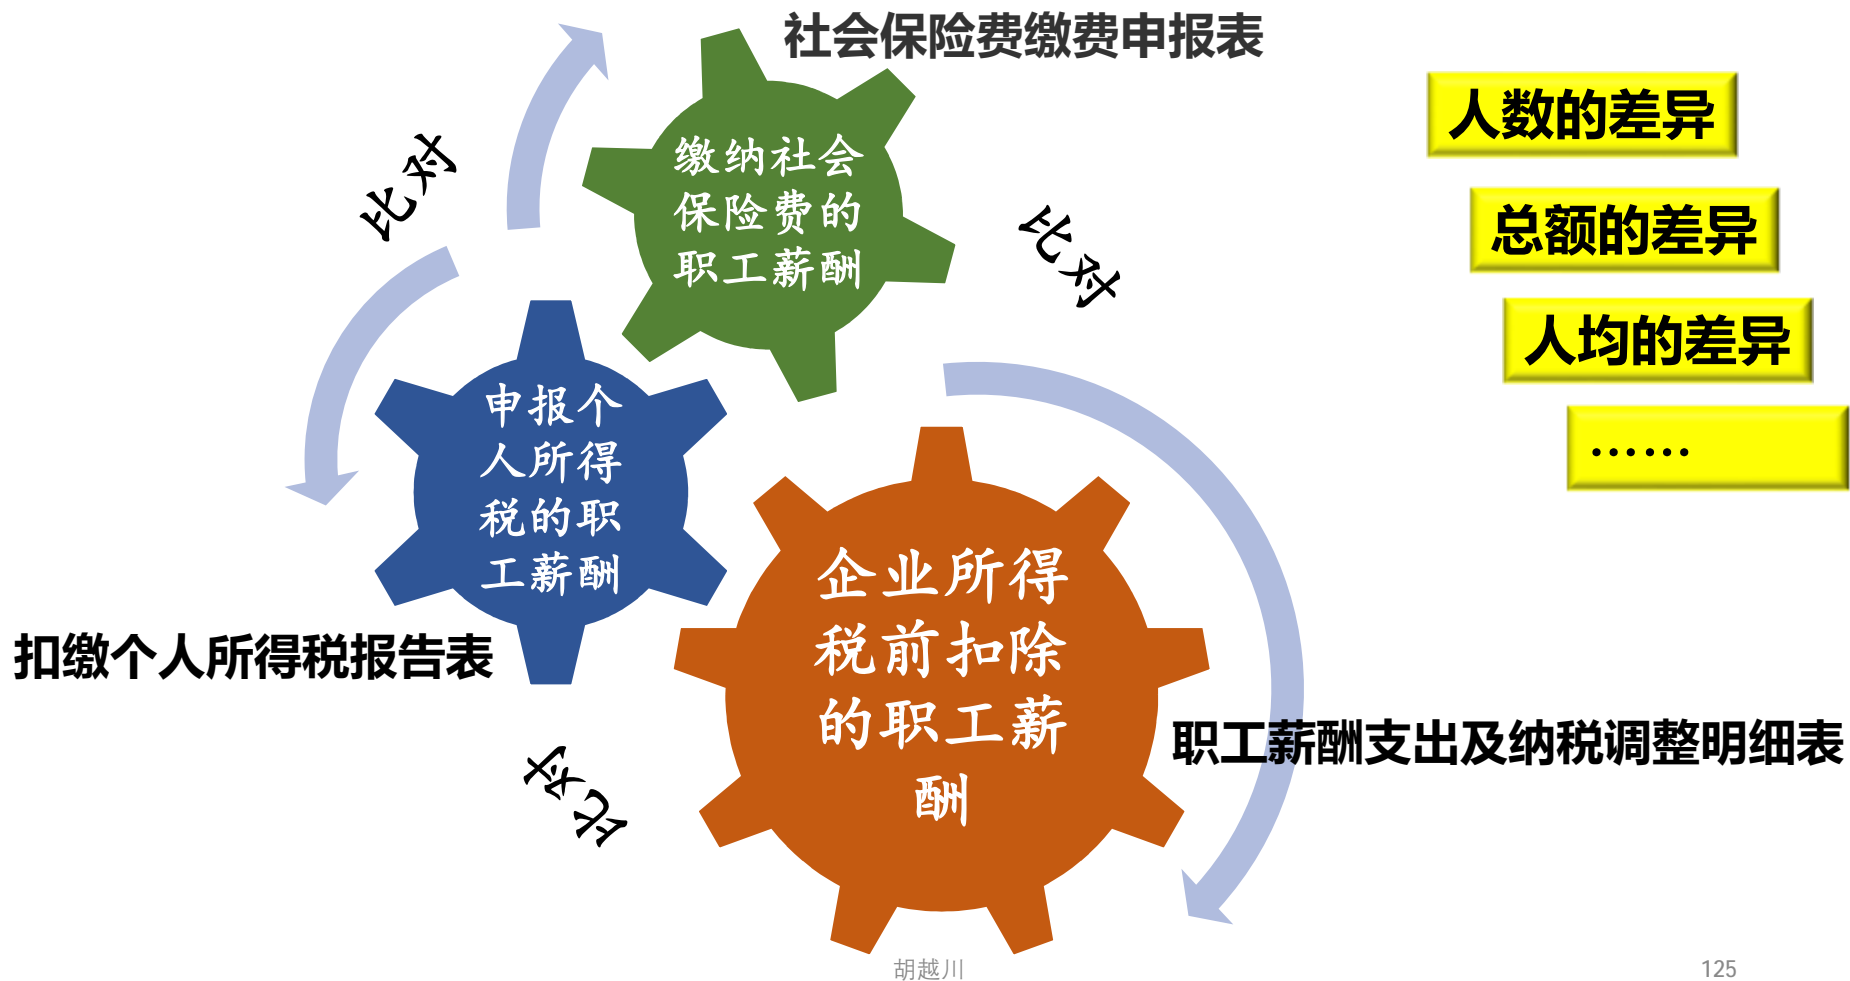 社会保险费缴费申报表
缴纳社会
保险费的
职工薪酬
比对
比对
人数的差异
总额的差异
人均的差异
……
申报个
人所得
税的职
工薪酬
扣缴个人所得税报告表
企业所得
税前扣除
的职工薪
酬
职工薪酬支出及纳税调整明细表
比对
胡越川
125